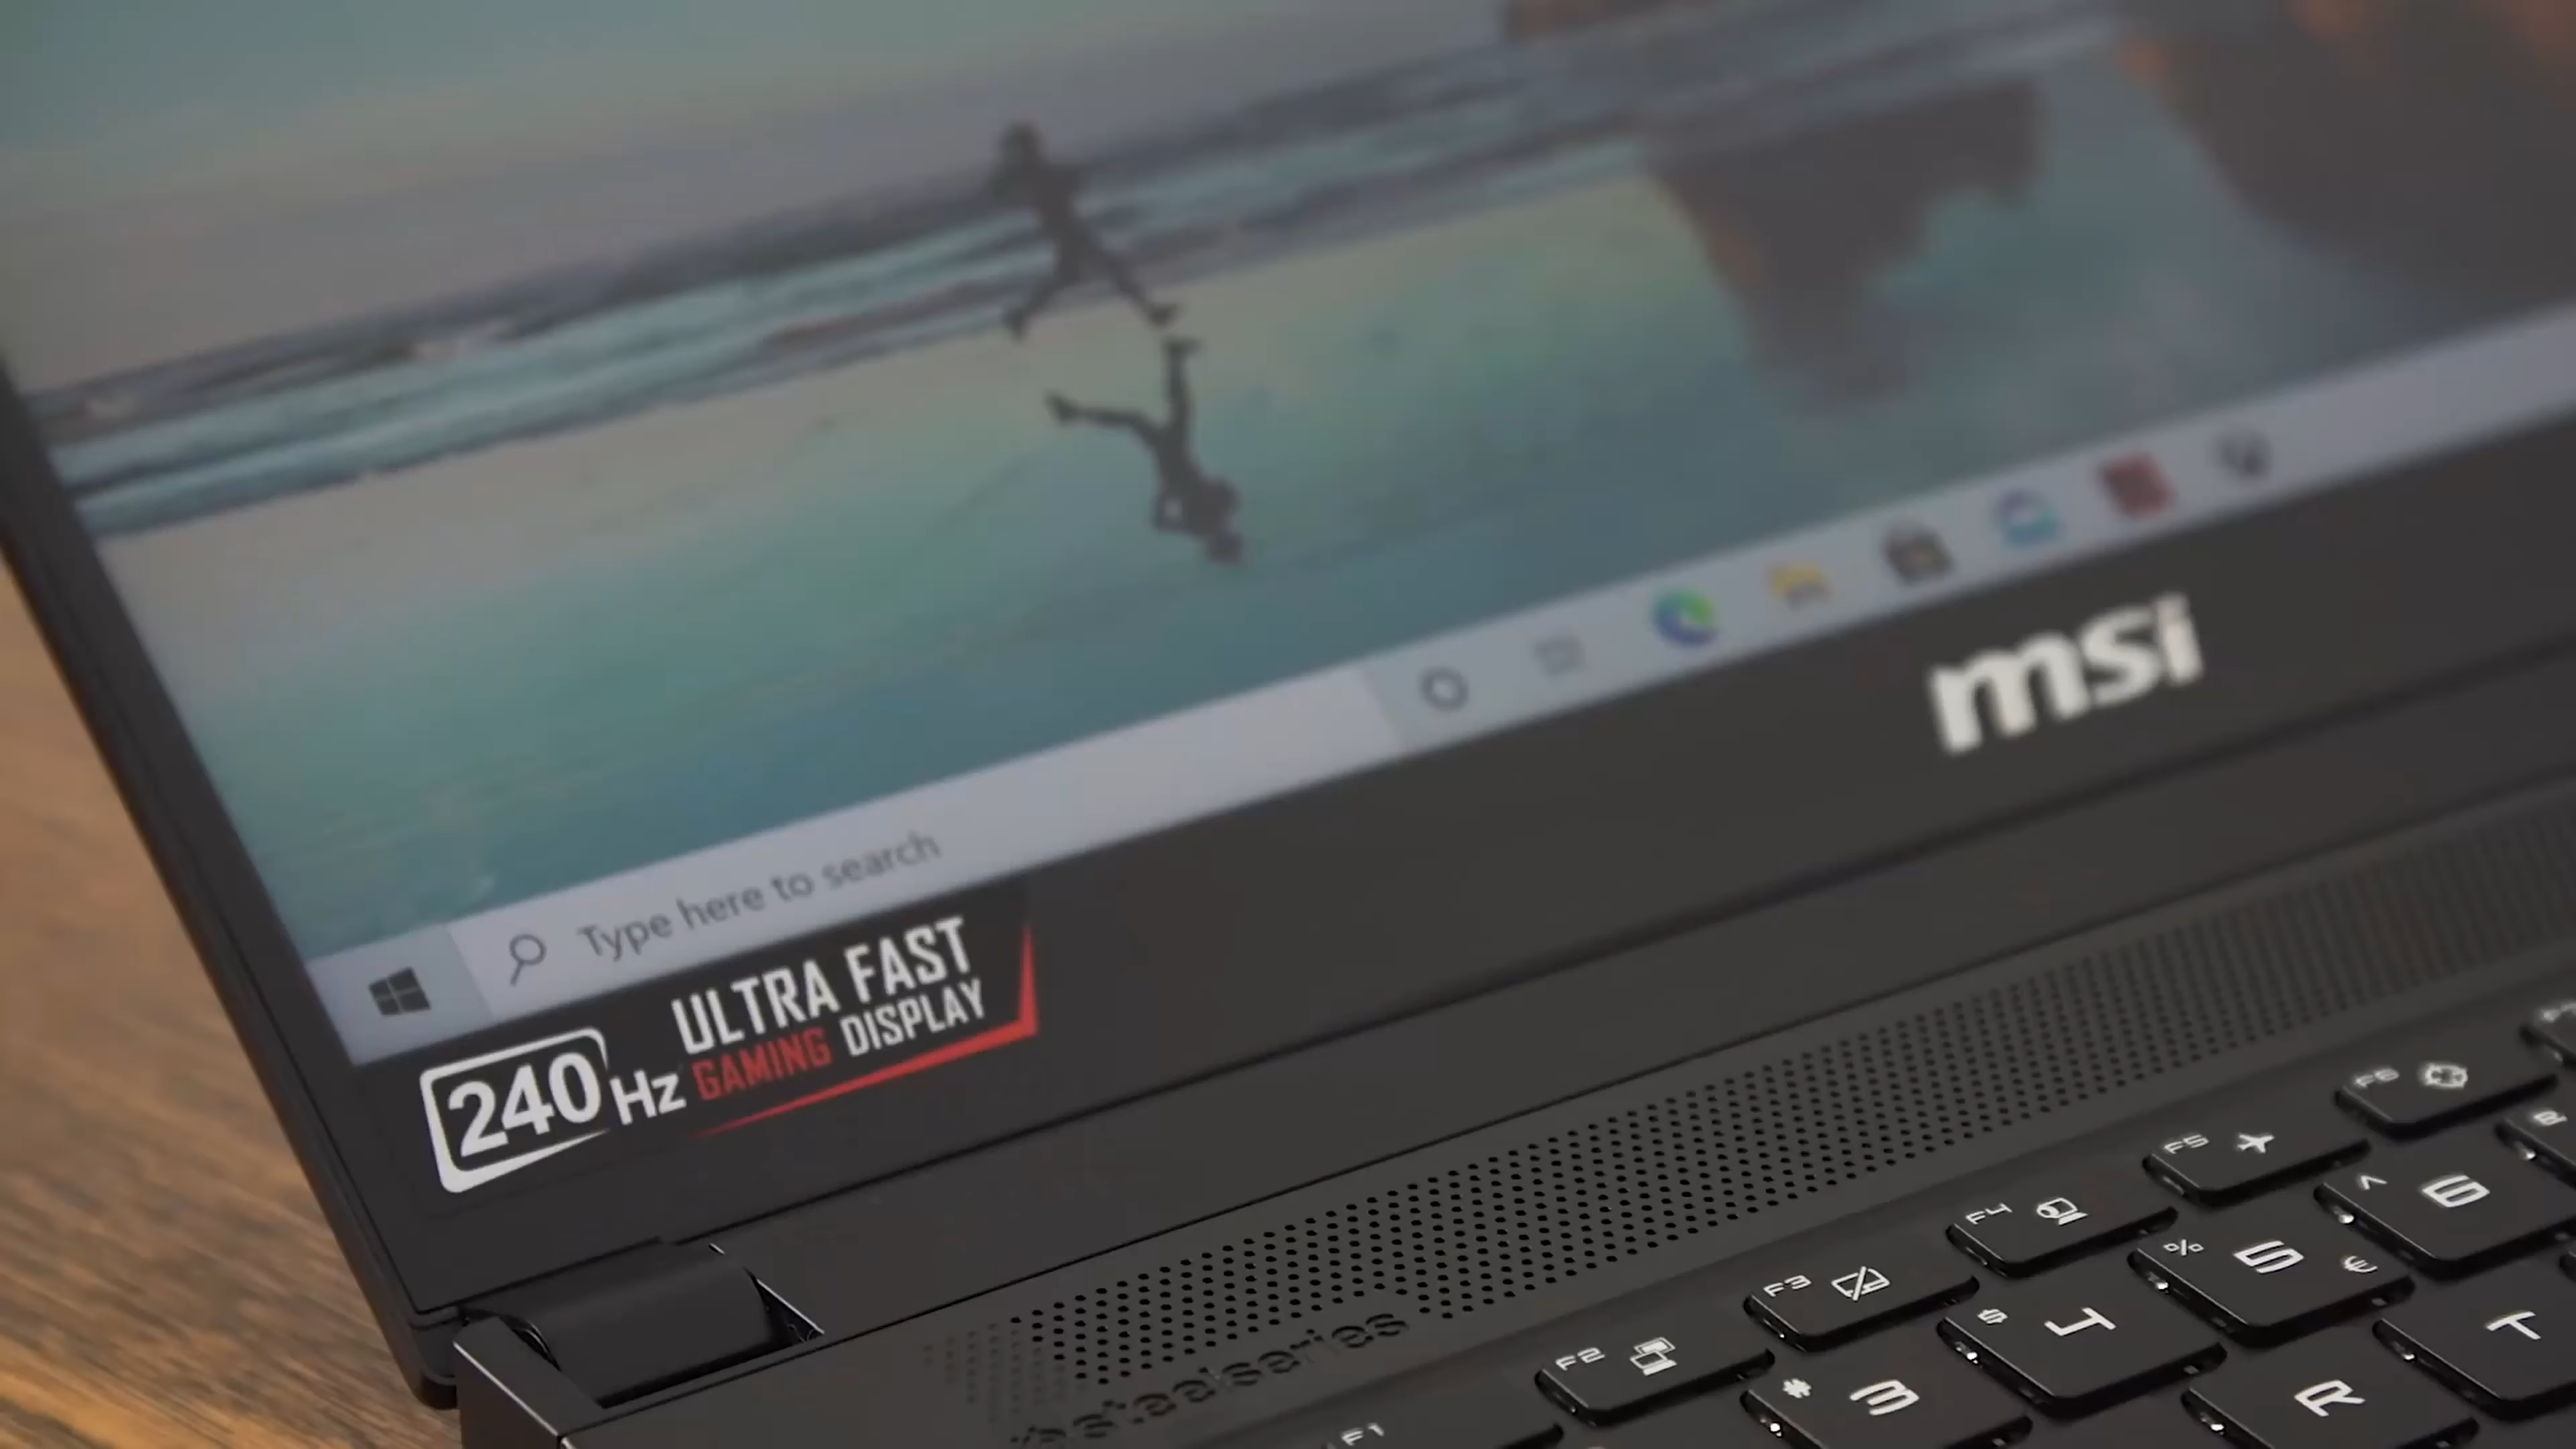 Type here to search
msi
240 Hz
ULTRA FAST
GAMING DISPLAY
steelseries
F1
F2
F3
F4
F5
F6
# 3
$ 4
% 5 €
^ 6
R
T